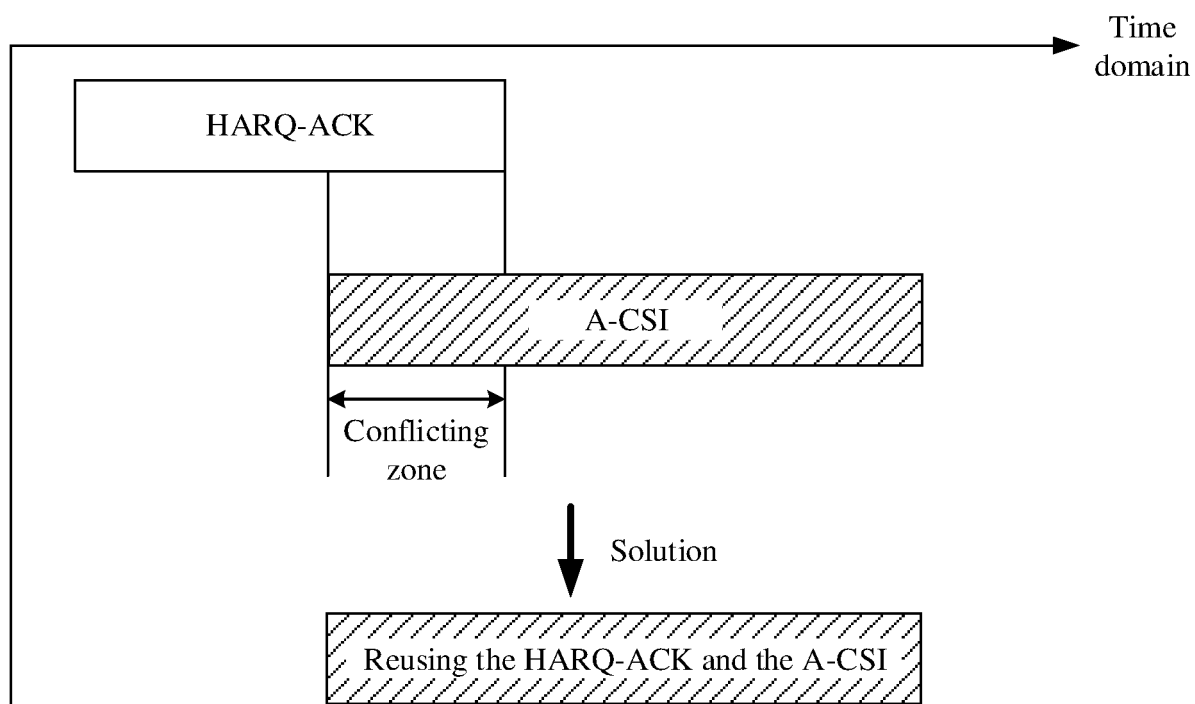 Time
domain
HARQ-ACK
A-CSI
Conflicting
zone
Solution
Reusing the HARQ-ACK and the A-CSI